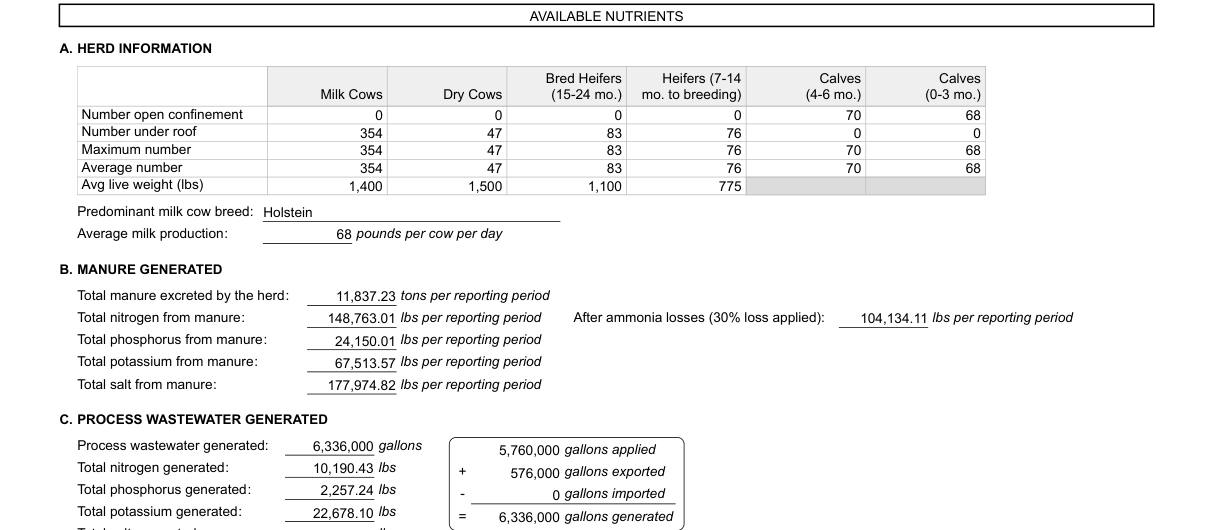 AVAILABLE NUTRIENTS
A. HERD INFORMATION
Milk Cows Dry Cows Bred Heifers (15-24 mo.) Heifers (7-14 mo. to breeding) Calves (4-6 mo.) Calves (0-3 mo.)
Number open confinement 0 0 0 0 70 68
Number under roof 354 47 83 76 0 0
Maximum number 354 47 83 76 70 68
Average number 354 47 83 76 70 68
Avg live weight (lbs) 1,400 1,500 1,100 775
Predominant milk cow breed: Holstein
Average milk production: 68 pounds per cow per day
B. MANURE GENERATED
Total manure excreted by the herd: 11,837.23 tons per reporting period
Total nitrogen from manure: 148,763.01 lbs per reporting period After ammonia losses (30% loss applied): 104,134.11 lbs per reporting period
Total phosphorus from manure: 24,150.01 lbs per reporting period
Total potassium from manure: 67,513.57 lbs per reporting period
Total salt from manure: 177,974.82 lbs per reporting period
C. PROCESS WASTEWATER GENERATED
Process wastewater generated: 6,336,000 gallons 5,760,000 gallons applied
Total nitrogen generated: 10,190.43 lbs + 576,000 gallons exported
Total phosphorus generated: 2,257.24 lbs - 0 gallons imported
Total potassium generated: 22,678.10 lbs = 6,336,000 gallons generated